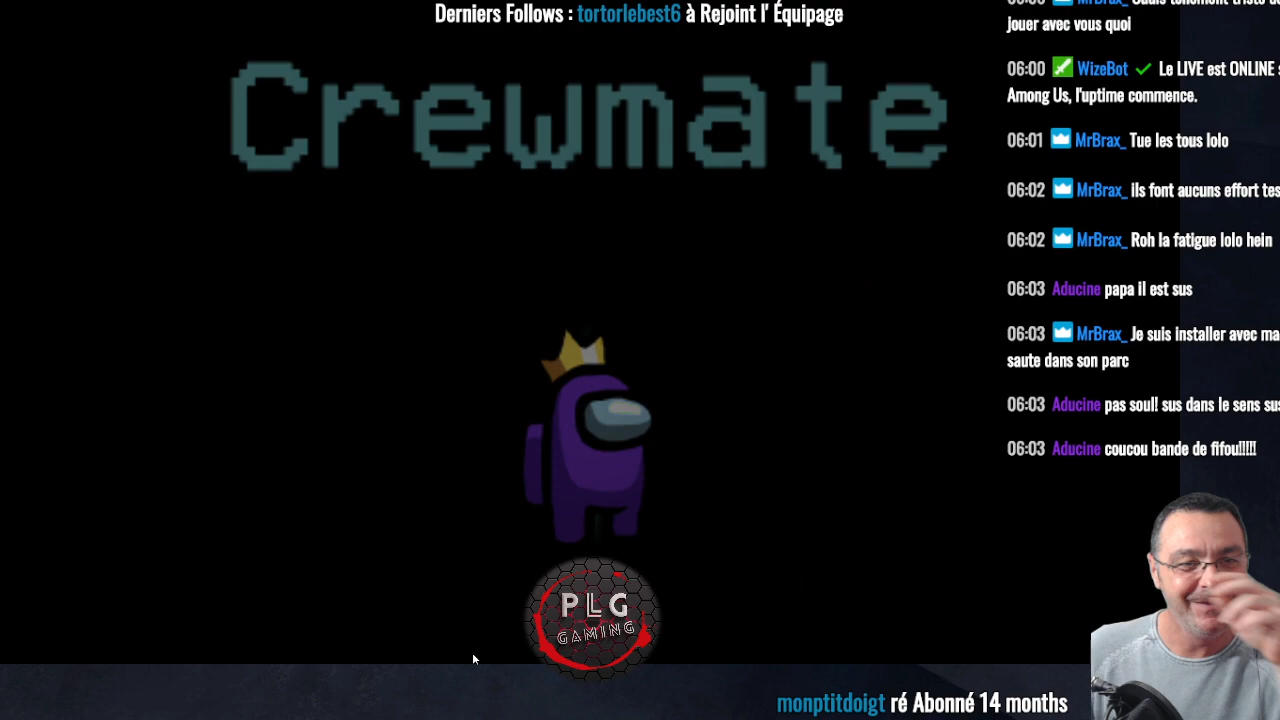 Derniers Follows : tortorlebest6 à Rejoint l' Équipage
Crewmate
jouer avec vous quoi
06:00 WizeBot Le LIVE est ONLINE
Among Us, l'uptime commence.
06:01 MrBrax_ Tue les tous lolo
06:02 MrBrax_ ils font aucuns effort
06:02 MrBrax_ Roh la fatigue lolo hein
06:03 Aducine papa il est sus
06:03 MrBrax_ Je suis installer avec ma
saute dans son parc
06:03 Aducine pas soul! sus dans le sens
06:03 Aducine coucou bande de fifou!!!!!
PLG
GAMING
monptitdoigt ré Abonné 14 months